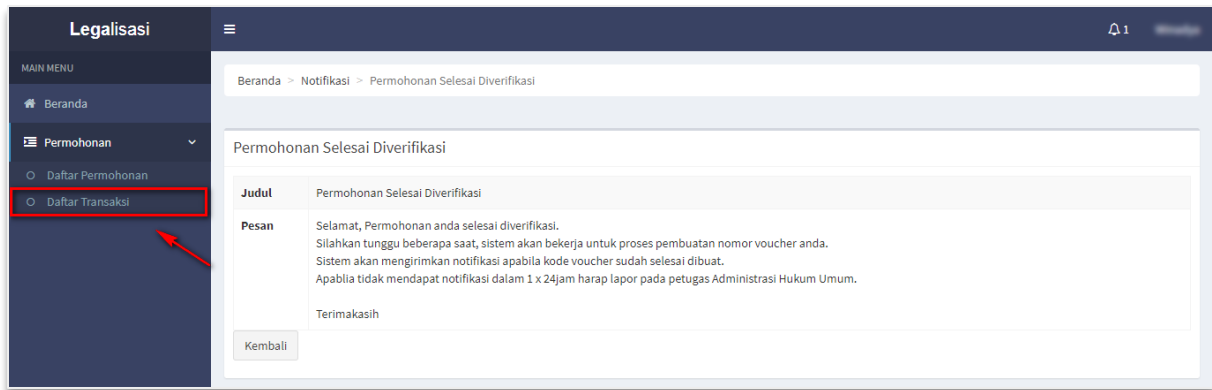 Legalisasi
1
MAIN MENU
Beranda
Permohonan
Daftar Permohonan
Daftar Transaksi
Beranda > Notifikasi > Permohonan Selesai Diverifikasi
Permohonan Selesai Diverifikasi
Judul Permohonan Selesai Diverifikasi
Pesan Selamat, Permohonan anda selesai diverifikasi.
Silahkan tunggu beberapa saat, sistem akan bekerja untuk proses pembuatan nomor voucher anda.
Sistem akan mengirimkan notifikasi apabila kode voucher sudah selesai dibuat.
Apablia tidak mendapat notifikasi dalam 1 x 24jam harap lapor pada petugas Administrasi Hukum Umum.
Terimakasih
Kembali